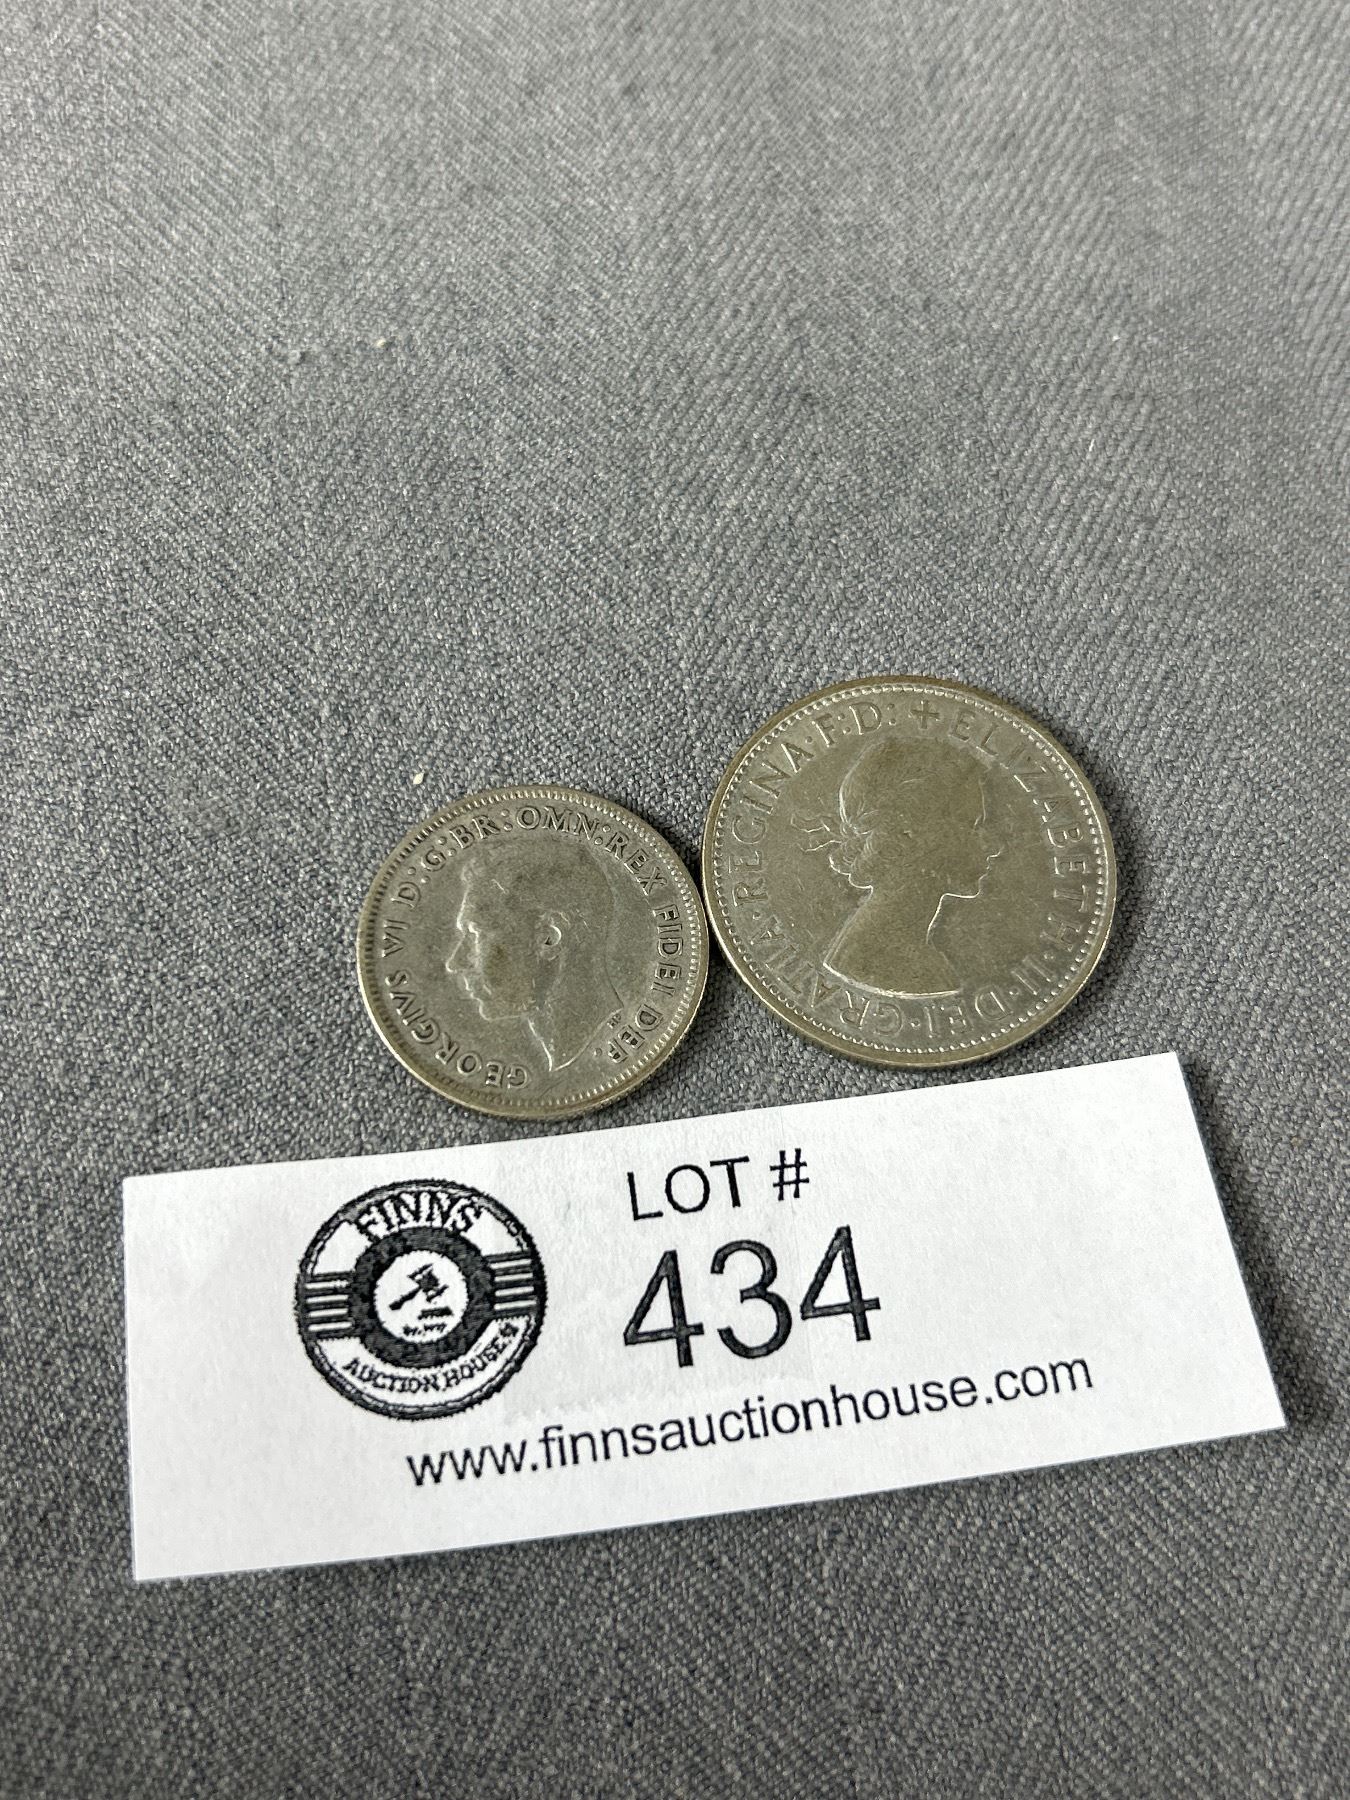 GEORGIVS VI D:G:BR:OMN:REX FIDEI DEF.
+ELIZABETH·II·DEI·GRATIA·REGINA·F:D:
FINNS
AUCTION HOUSE
LOT #
434
www.finnsauctionhouse.com